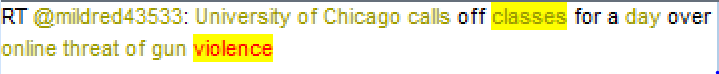 RT @mildred43533: University of Chicago calls off classes for a day over
online threat of gun violence